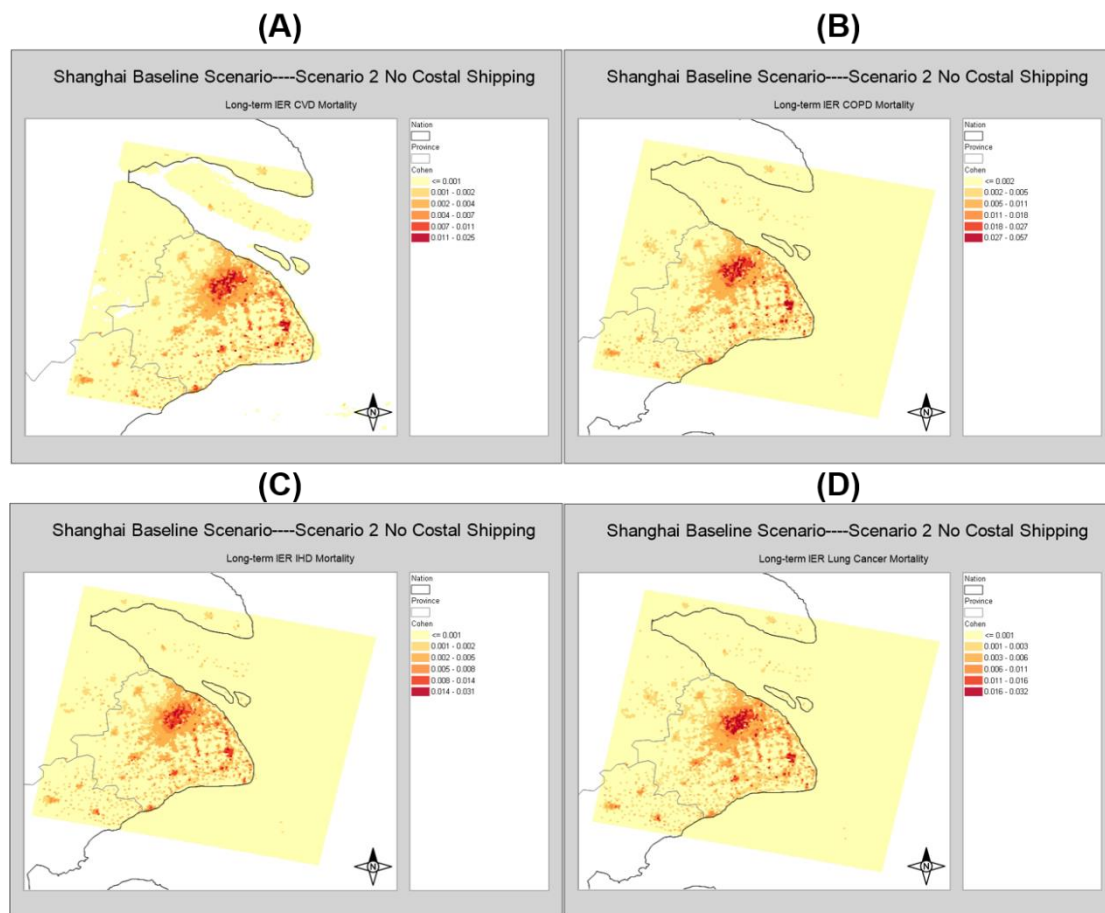 (A)
Shanghai Baseline Scenario----Scenario 2 No Costal Shipping
Long-term IER CVD Mortality
Nation
Province
Cohen
<= 0.001
0.001 - 0.002
0.002 - 0.004
0.004 - 0.007
0.007 - 0.011
0.011 - 0.025
N
(B)
Shanghai Baseline Scenario----Scenario 2 No Costal Shipping
Long-term IER COPD Mortality
Nation
Province
Cohen
<= 0.002
0.002 - 0.005
0.005 - 0.011
0.011 - 0.018
0.018 - 0.027
0.027 - 0.057
N
(C)
Shanghai Baseline Scenario----Scenario 2 No Costal Shipping
Long-term IER IHD Mortality
Nation
Province
Cohen
<= 0.001
0.001 - 0.002
0.002 - 0.005
0.005 - 0.008
0.008 - 0.014
0.014 - 0.031
N
(D)
Shanghai Baseline Scenario----Scenario 2 No Costal Shipping
Long-term IER Lung Cancer Mortality
Nation
Province
Cohen
<= 0.001
0.001 - 0.003
0.003 - 0.006
0.006 - 0.011
0.011 - 0.016
0.016 - 0.032
N